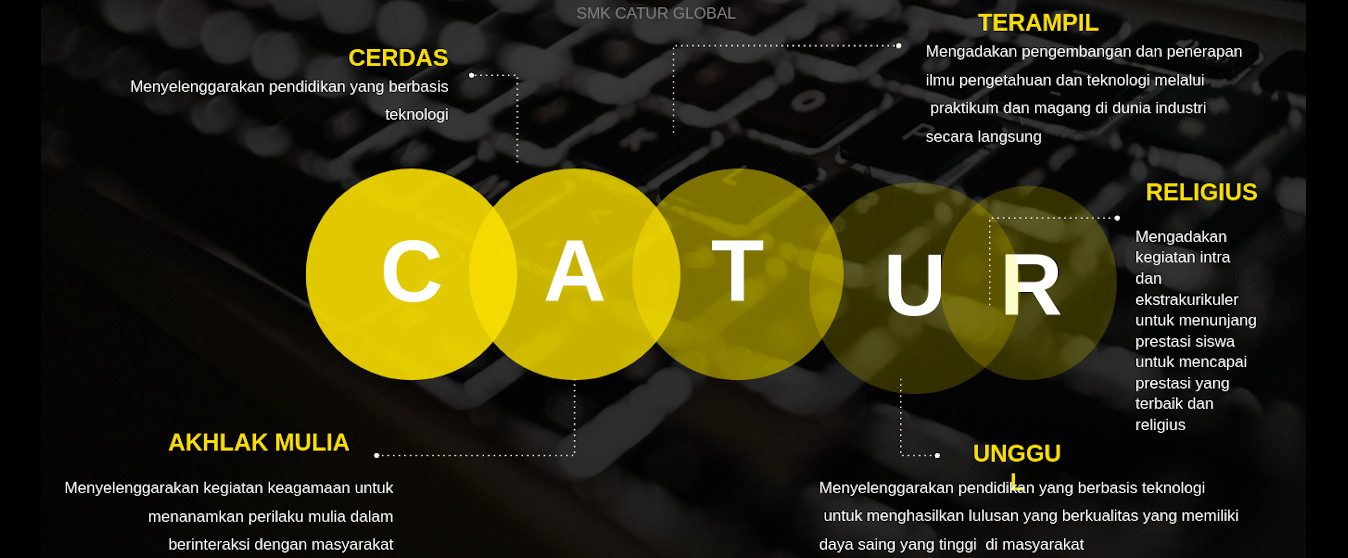 SMK CATUR GLOBAL
CERDAS
Menyelenggarakan pendidikan yang berbasis
teknologi
TERAMPIL
Mengadakan pengembangan dan penerapan
ilmu pengetahuan dan teknologi melalui
praktikum dan magang di dunia industri
secara langsung
C A T U R
RELIGIUS
Mengadakan
kegiatan intra
dan
ekstrakurikuler
untuk menunjang
prestasi siswa
untuk mencapai
prestasi yang
terbaik dan
religius
AKHLAK MULIA
Menyelenggarakan kegiatan keagamaan untuk
menanamkan perilaku mulia dalam
berinteraksi dengan masyarakat
UNGGU
L
Menyelenggarakan pendidikan yang berbasis teknologi
untuk menghasilkan lulusan yang berkualitas yang memiliki
daya saing yang tinggi  di masyarakat